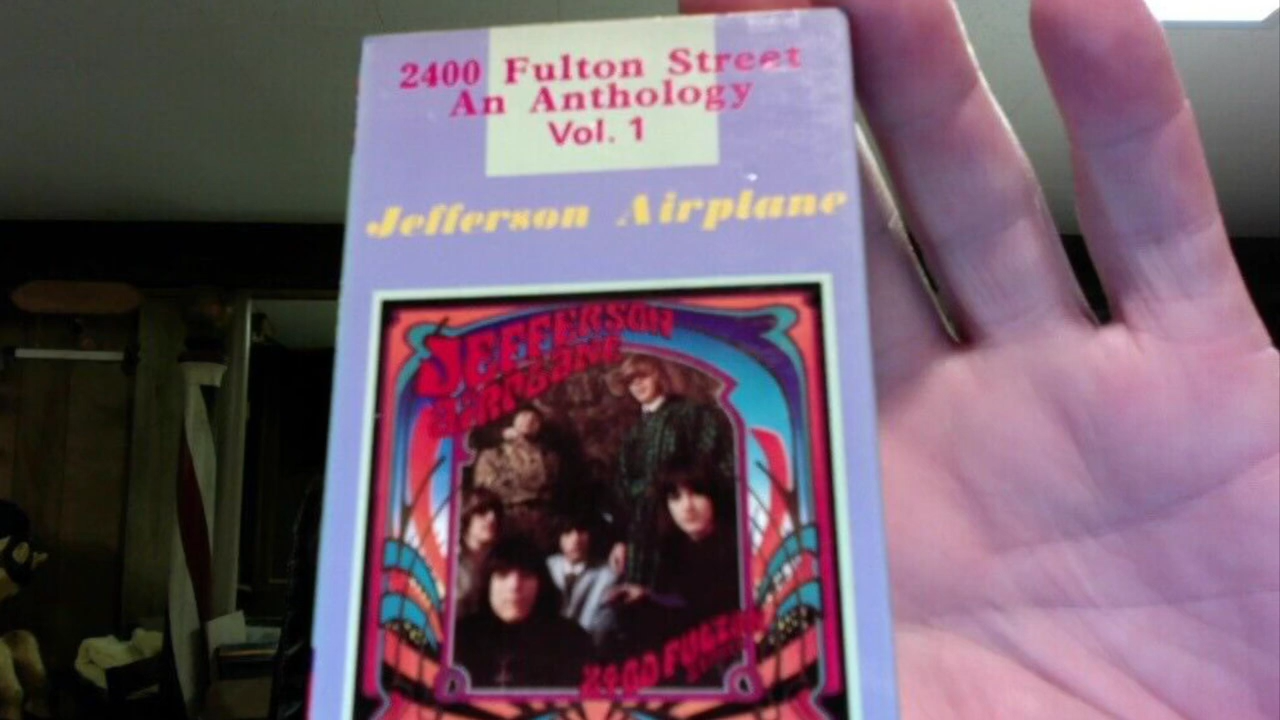 2400 Fulton Street
An Anthology
Vol. 1
Jefferson Airplane
JEFFERSON
AIRPLANE
2400 FULTON